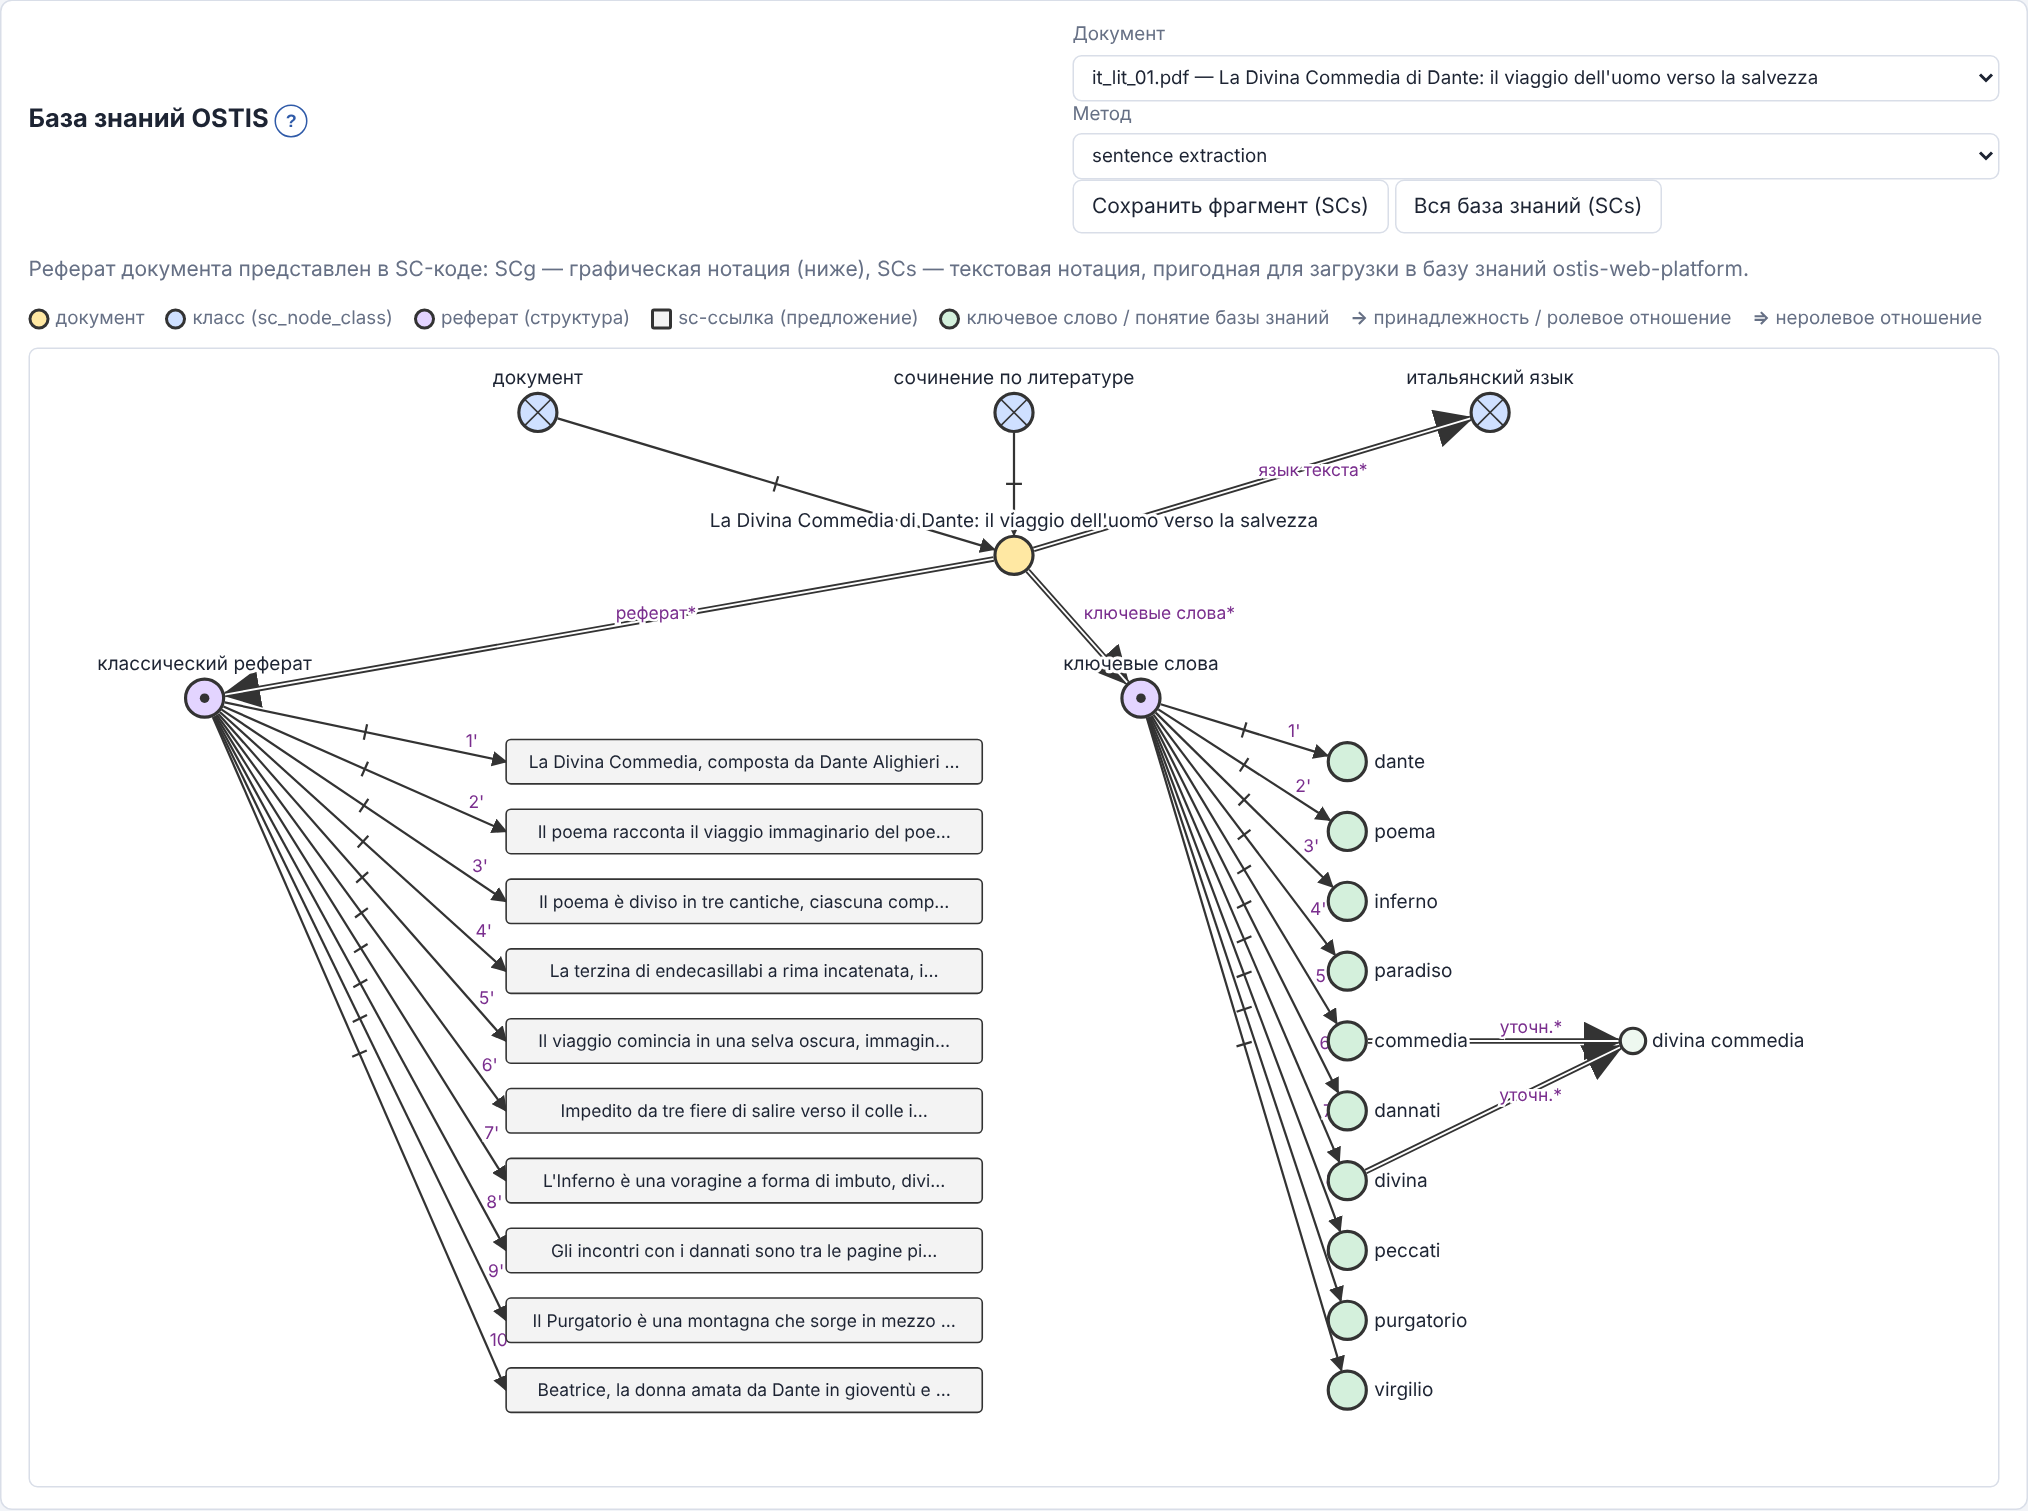 Документ
it_lit_01.pdf — La Divina Commedia di Dante: il viaggio dell'uomo verso la salvezza
База знаний OSTIS ?
Метод
sentence extraction
Сохранить фрагмент (SCs) Вся база знаний (SCs)
Реферат документа представлен в SC-коде: SCg — графическая нотация (ниже), SCs — текстовая нотация, пригодная для загрузки в базу знаний ostis-web-platform.
документ класс (sc_node_class) реферат (структура) sc-ссылка (предложение) ключевое слово / понятие базы знаний → принадлежность / ролевое отношение ⇒ неролевое отношение
документ сочинение по литературе итальянский язык
язык текста*
La Divina Commedia di Dante: il viaggio dell'uomo verso la salvezza
реферат* ключевые слова*
классический реферат ключевые слова
1' La Divina Commedia, composta da Dante Alighieri ...
2' Il poema racconta il viaggio immaginario del poe...
3' Il poema è diviso in tre cantiche, ciascuna comp...
4' La terzina di endecasillabi a rima incatenata, i...
5' Il viaggio comincia in una selva oscura, immagin...
6' Impedito da tre fiere di salire verso il colle i...
7' L'Inferno è una voragine a forma di imbuto, divi...
8' Gli incontri con i dannati sono tra le pagine pi...
9' Il Purgatorio è una montagna che sorge in mezzo ...
10 Beatrice, la donna amata da Dante in gioventù e ...
1' dante
2' poema
3' inferno
4' paradiso
5 commedia уточн.* divina commedia
6 dannati уточн.*
divina
peccati
purgatorio
virgilio